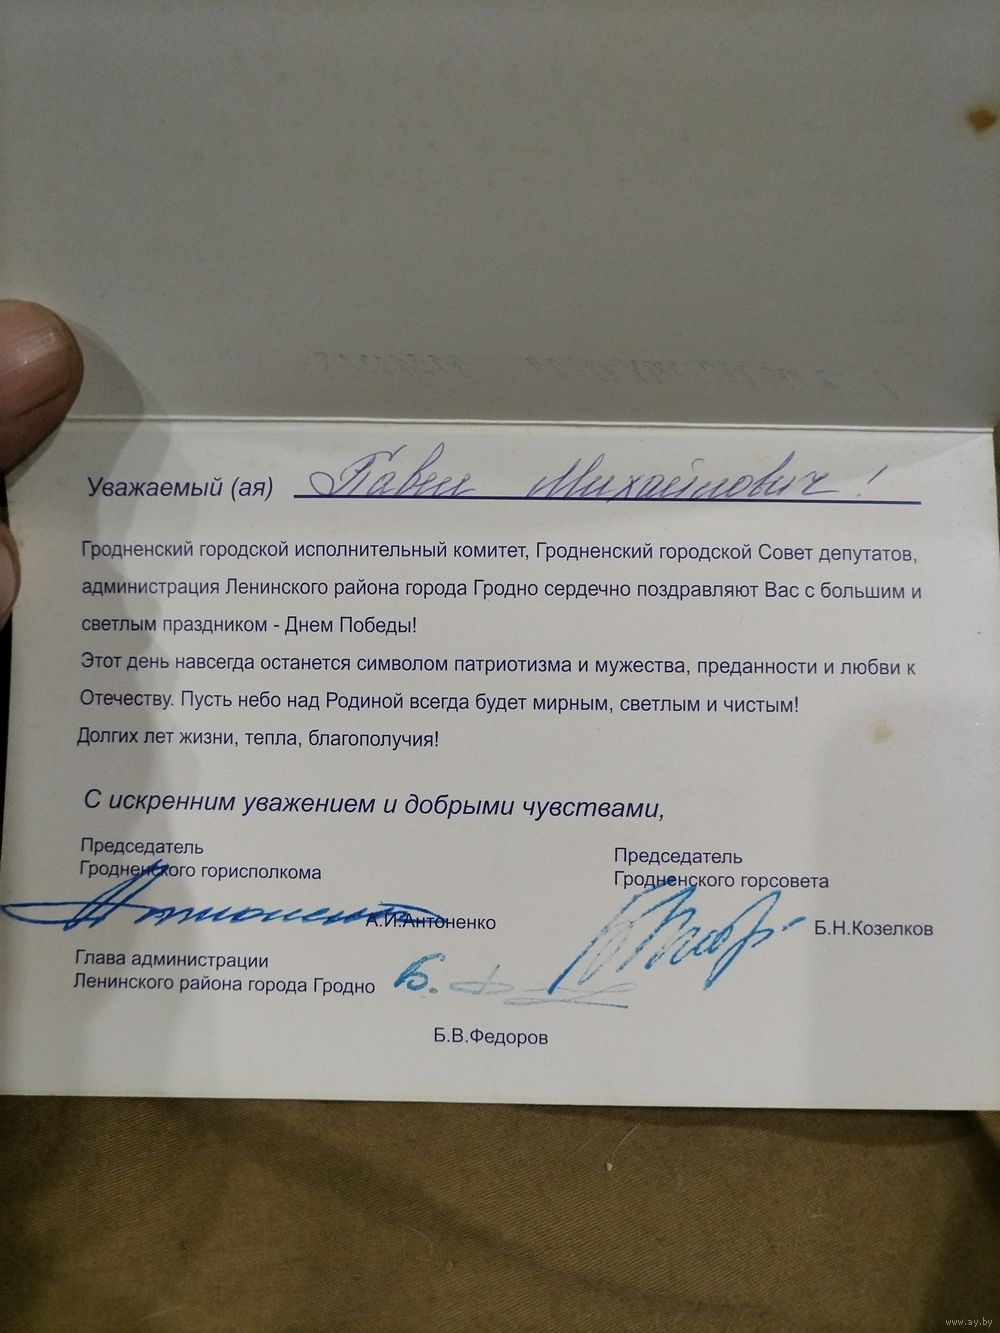 Уважаемый (ая) Павел Михайлович!
Гродненский городской исполнительный комитет, Гродненский городской Совет депутатов,
администрация Ленинского района города Гродно сердечно поздравляют Вас с большим и
светлым праздником - Днем Победы!
Этот день навсегда останется символом патриотизма и мужества, преданности и любви к
Отечеству. Пусть небо над Родиной всегда будет мирным, светлым и чистым!
Долгих лет жизни, тепла, благополучия!
С искренним уважением и добрыми чувствами,
Председатель
Гродненского горисполкома
А.И.Антоненко
Председатель
Гродненского горсовета
Б.Н.Козелков
Глава администрации
Ленинского района города Гродно
Б.В.Федоров
www.ay.by